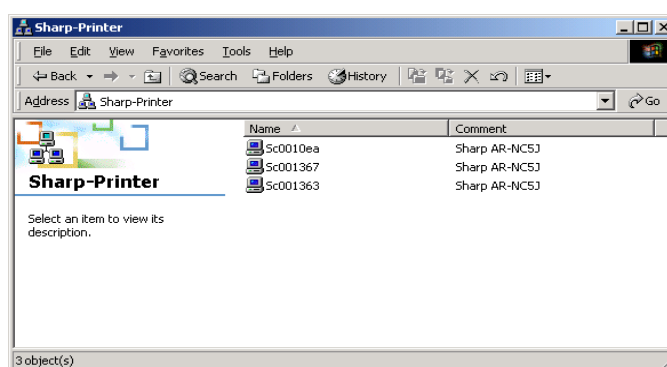 Sharp-Printer
File Edit View Favorites Tools Help
Back Search Folders History
Address Sharp-Printer Go
Name Comment
Sc0010ea Sharp AR-NC5J
Sc001367 Sharp AR-NC5J
Sc001363 Sharp AR-NC5J
Sharp-Printer
Select an item to view its
description.
3 object(s)